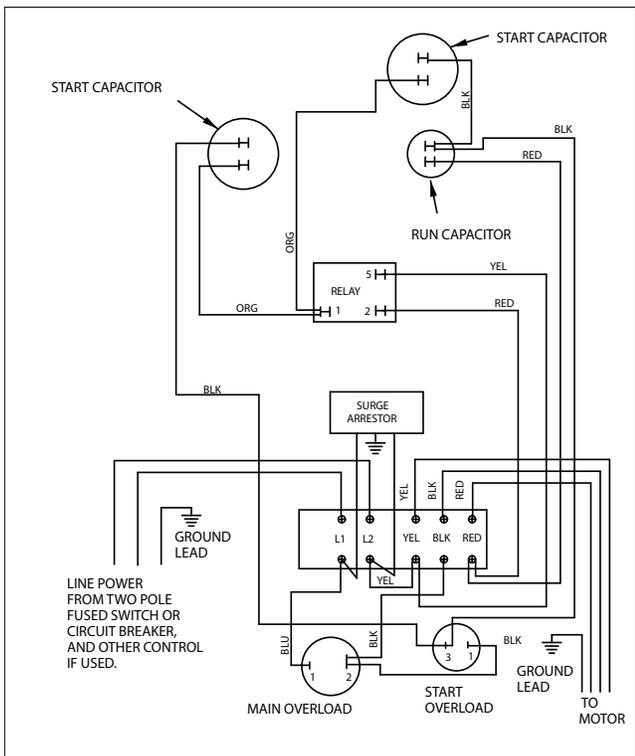 START CAPACITOR
START CAPACITOR
BLK
BLK
RED
RUN CAPACITOR
ORG
YEL
5
RELAY
1
2
RED
ORG
BLK
SURGE
ARRESTOR
YEL
BLK
RED
GROUND
LEAD
L1
L2
YEL
BLK
RED
YEL
LINE POWER
FROM TWO POLE
FUSED SWITCH OR
CIRCUIT BREAKER,
AND OTHER CONTROL
IF USED.
BLU
BLK
BLK
3
1
1
2
MAIN OVERLOAD
START
OVERLOAD
GROUND
LEAD
TO
MOTOR